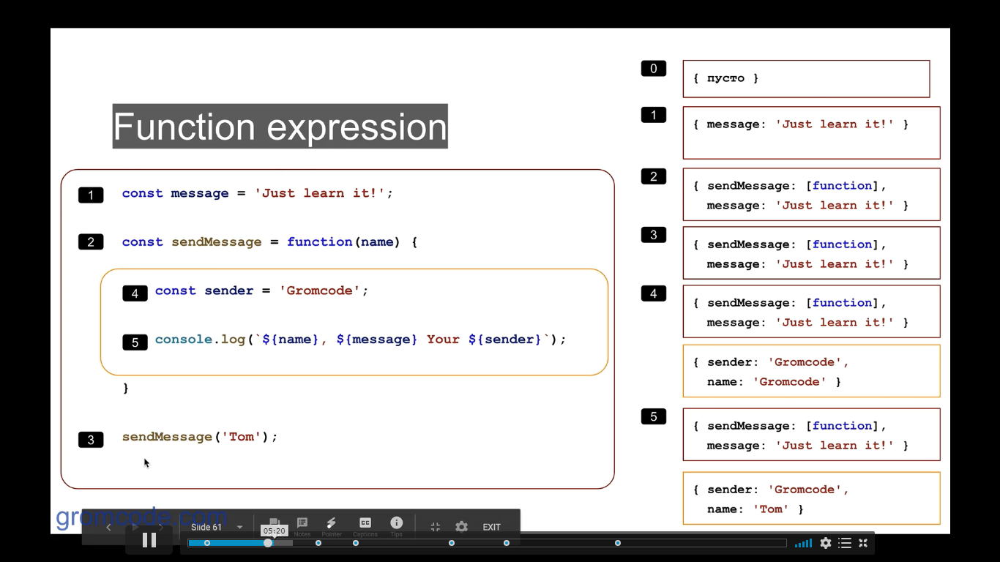 Function expression
1 const message = 'Just learn it!';
2 const sendMessage = function(name) {
4 const sender = 'Gromcode';
5 console.log(`${name}, ${message} Your ${sender}`);
}
3 sendMessage('Tom');
0 { пусто }
1 { message: 'Just learn it!' }
2 { sendMessage: [function],
message: 'Just learn it!' }
3 { sendMessage: [function],
message: 'Just learn it!' }
4 { sendMessage: [function],
message: 'Just learn it!' }
{ sender: 'Gromcode',
name: 'Gromcode' }
5 { sendMessage: [function],
message: 'Just learn it!' }
{ sender: 'Gromcode',
name: 'Tom' }
gromcode.com
Slide 61
Notes
Pointer
CC
Captions
Tips
EXIT
05:20